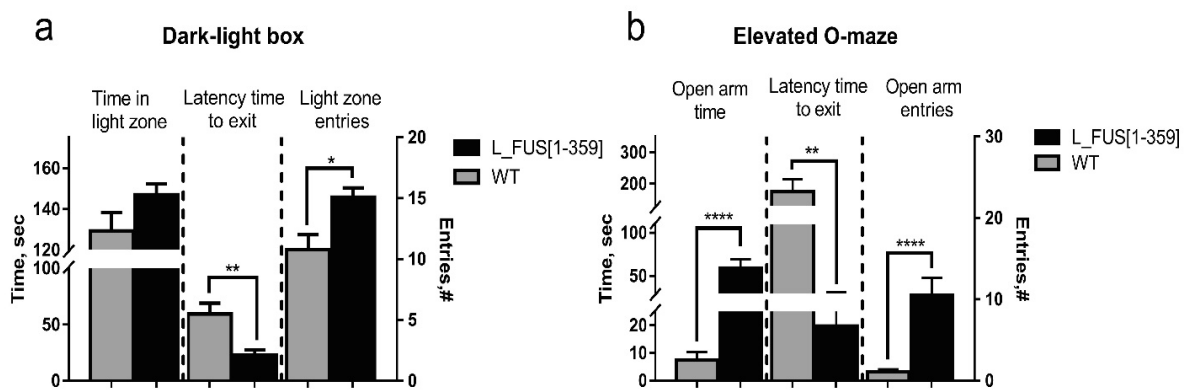 a
Dark-light box
Time in
light zone
Latency time
to exit
Light zone
entries
160
140
120
100
50
0
Time, sec
**
*
20
15
10
5
0
Entries,#
L_FUS[1-359]
WT
b
Elevated O-maze
Open arm
time
Latency time
to exit
Open arm
entries
300
200
100
50
20
10
0
Time, sec
****
**
****
30
20
10
0
Entries,#
L_FUS[1-359]
WT